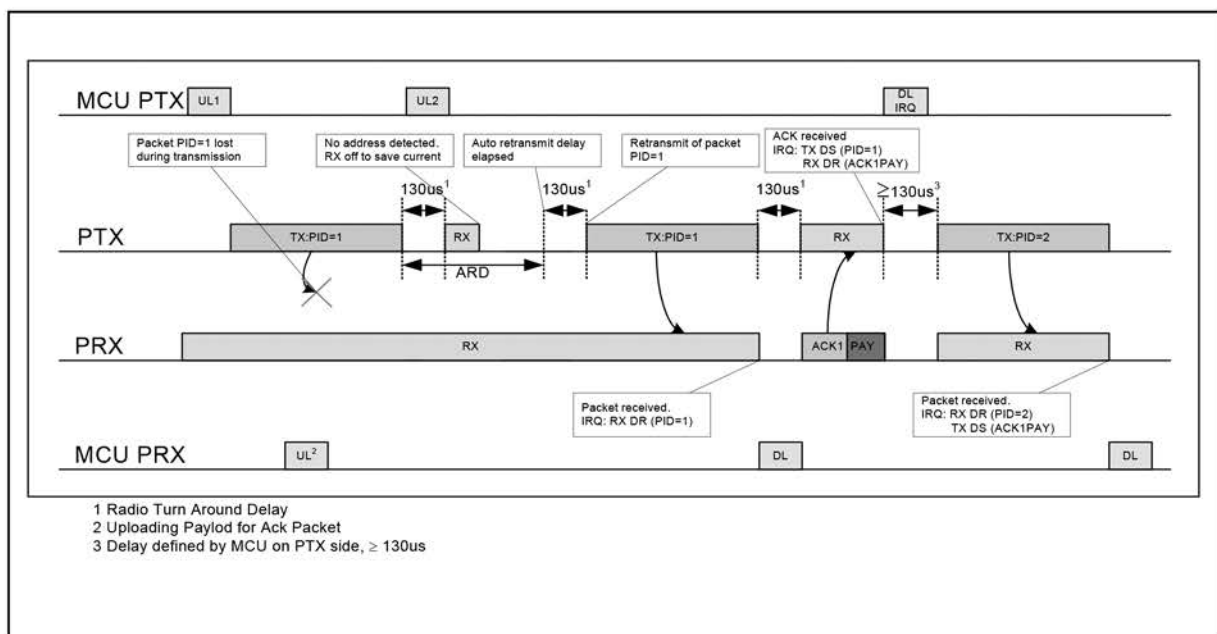 MCU PTX
UL1
UL2
DL
IRQ
Packet PID=1 lost
during transmission
No address detected.
RX off to save current
Auto retransmit delay
elapsed
Retransmit of packet
PID=1
ACK received
IRQ: TX DS (PID=1)
RX DR (ACK1PAY)
130us1
130us1
130us1
≥130us3
PTX
TX:PID=1
RX
TX:PID=1
RX
TX:PID=2
ARD
PRX
RX
ACK1
PAY
RX
Packet received.
IRQ: RX DR (PID=1)
Packet received.
IRQ: RX DR (PID=2)
TX DS (ACK1PAY)
MCU PRX
UL2
DL
DL
1 Radio Turn Around Delay
2 Uploading Paylod for Ack Packet
3 Delay defined by MCU on PTX side, ≥ 130us